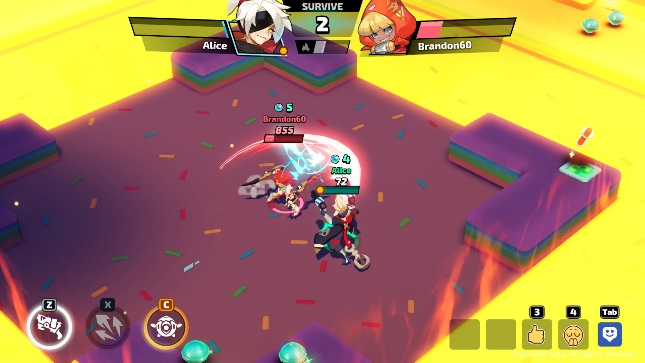 SURVIVE
2
Alice
Brandon60
5
Brandon60
855
4
Alice
72
Z
X
C
3
4
Tab